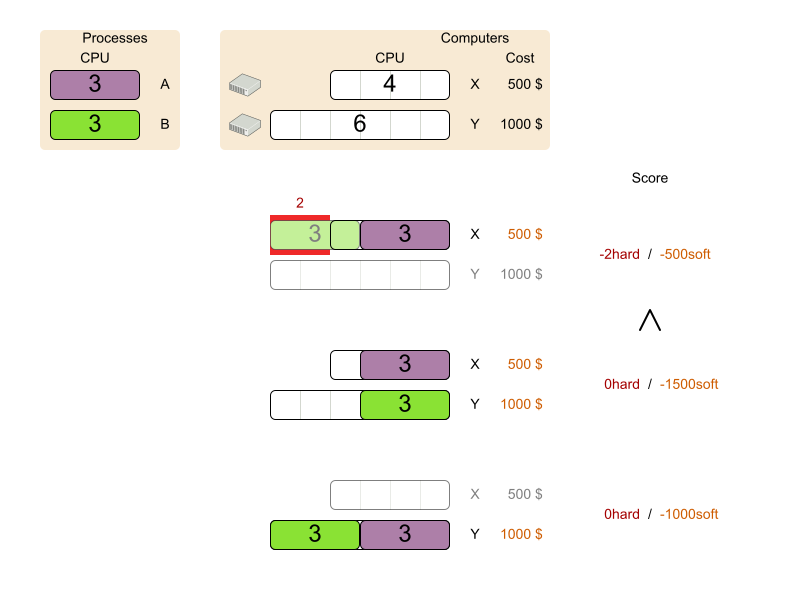 Processes
CPU
3 A
3 B
Computers
CPU Cost
4 X 500 $
6 Y 1000 $
Score
2
3 3 X 500 $
Y 1000 $
-2hard / -500soft
3 X 500 $
3 Y 1000 $
0hard / -1500soft
X 500 $
3 3 Y 1000 $
0hard / -1000soft